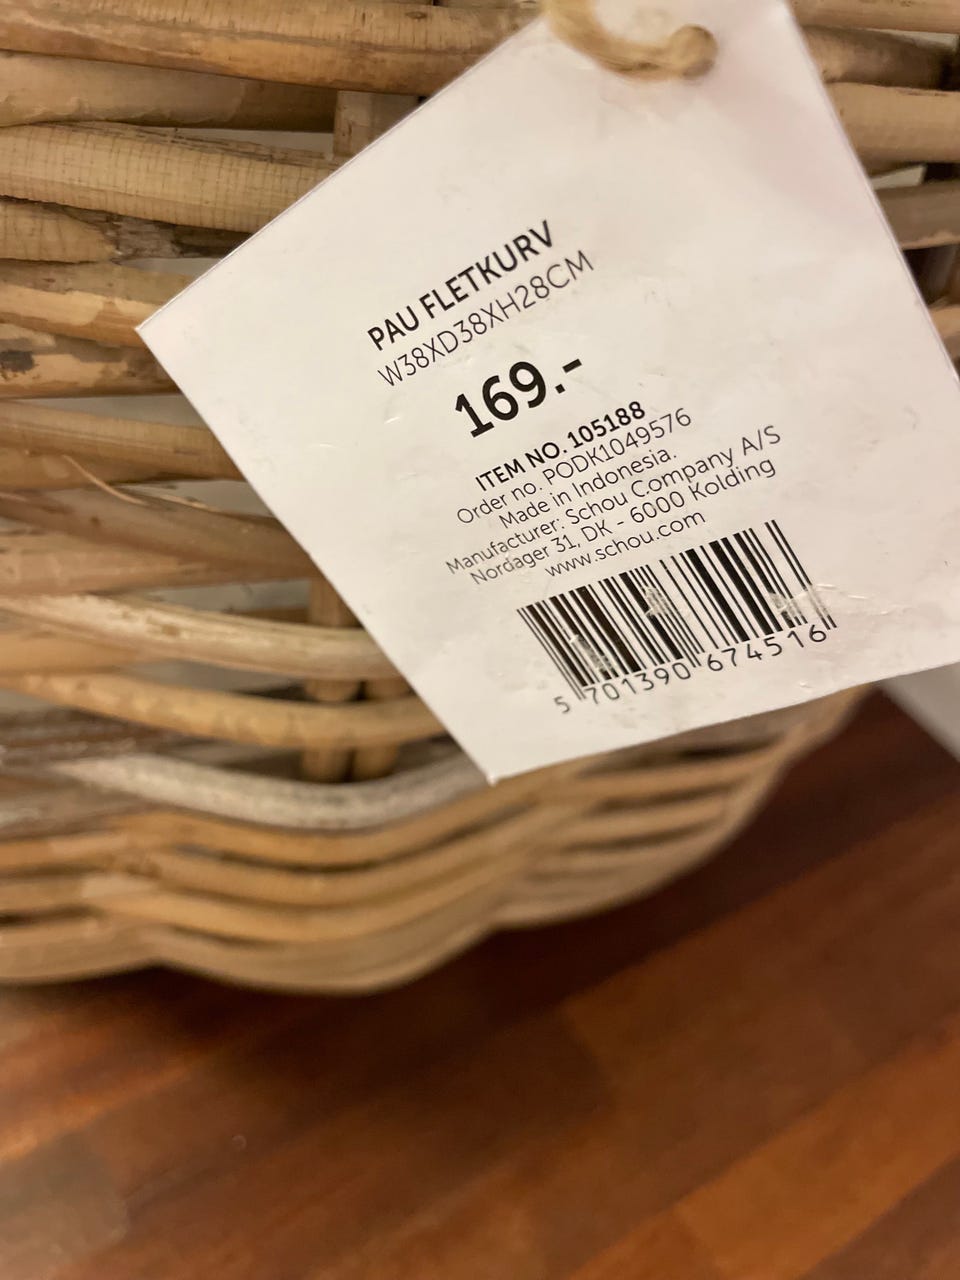 PAU FLETKURV
W38XD38XH28CM
169.-
ITEM NO. 105188
Order no. PODK1049576
Made in Indonesia.
Manufacturer: Schou Company A/S
Nordager 31, DK - 6000 Kolding
www.schou.com
5 701390 674516